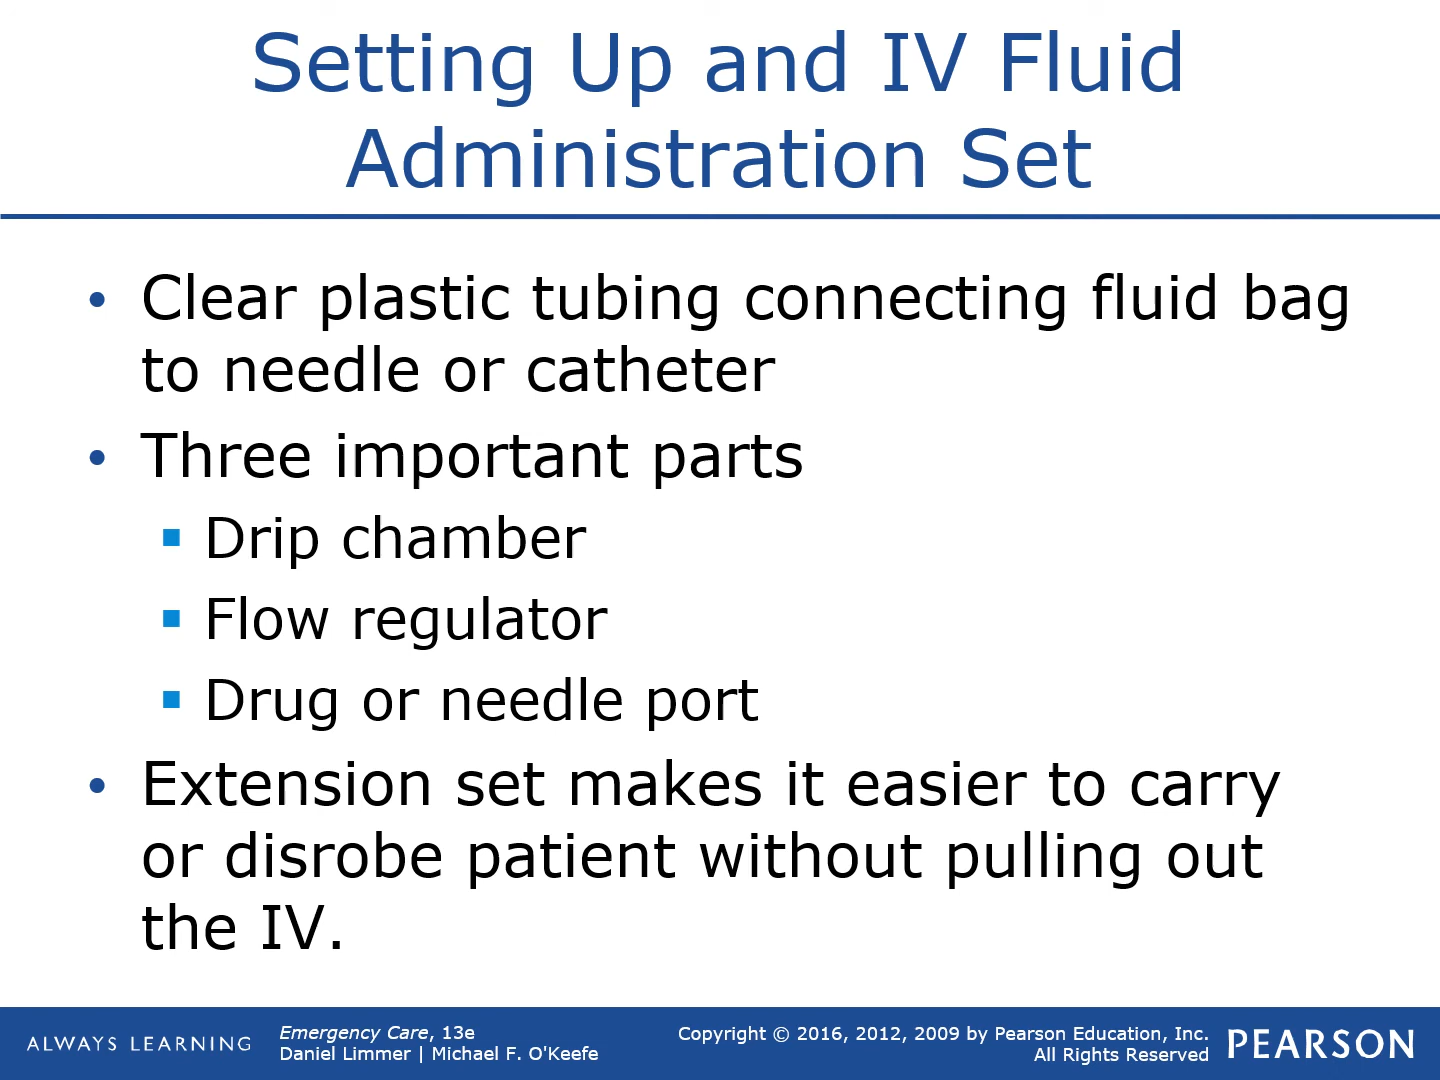 Setting Up and IV Fluid
Administration Set
• Clear plastic tubing connecting fluid bag
to needle or catheter
• Three important parts
▪ Drip chamber
▪ Flow regulator
▪ Drug or needle port
• Extension set makes it easier to carry
or disrobe patient without pulling out
the IV.
ALWAYS LEARNING
Emergency Care, 13e
Daniel Limmer | Michael F. O'Keefe
Copyright © 2016, 2012, 2009 by Pearson Education, Inc.
All Rights Reserved
PEARSON